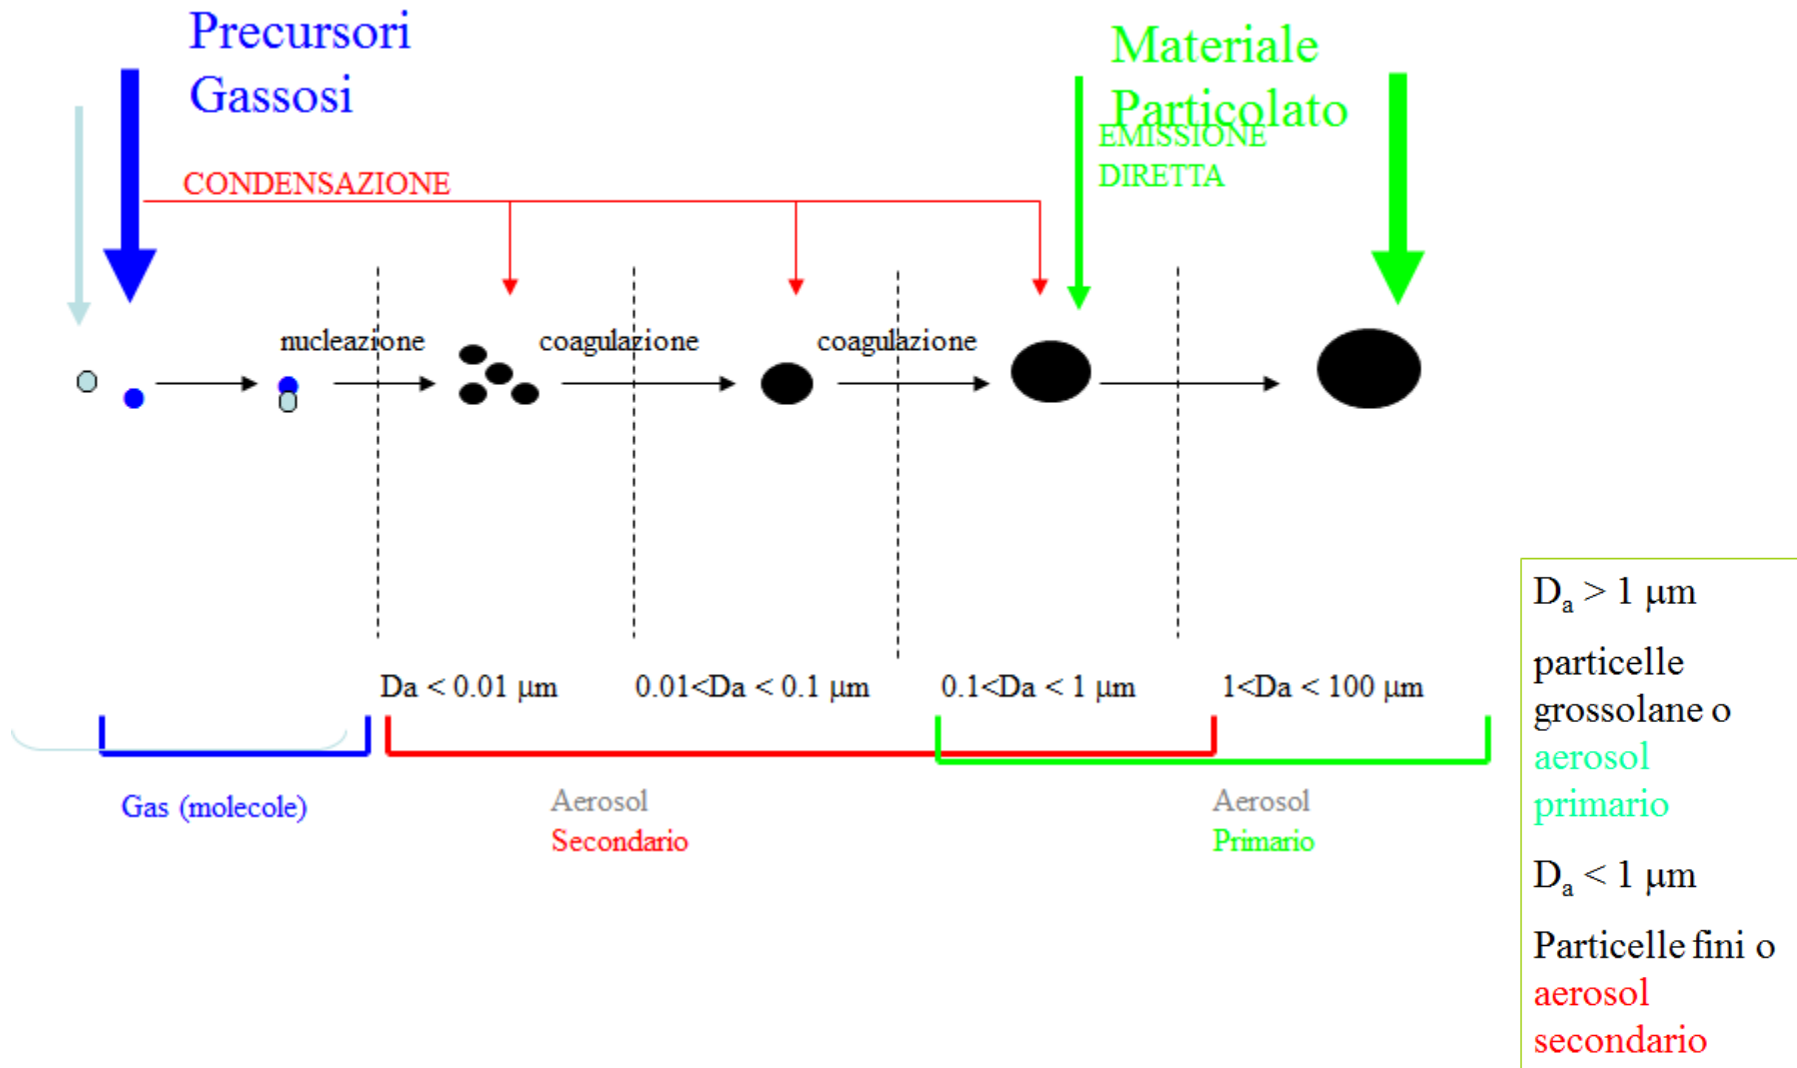 Precursori
Gassosi
Materiale
Particolato
EMISSIONE
DIRETTA
CONDENSAZIONE
nucleazione
coagulazione
coagulazione
Da < 0.01 μm
0.01<Da < 0.1 μm
0.1<Da < 1 μm
1<Da < 100 μm
Gas (molecole)
Aerosol
Secondario
Aerosol
Primario
Da > 1 μm
particelle
grossolane o
aerosol
primario
Da < 1 μm
Particelle fini o
aerosol
secondario